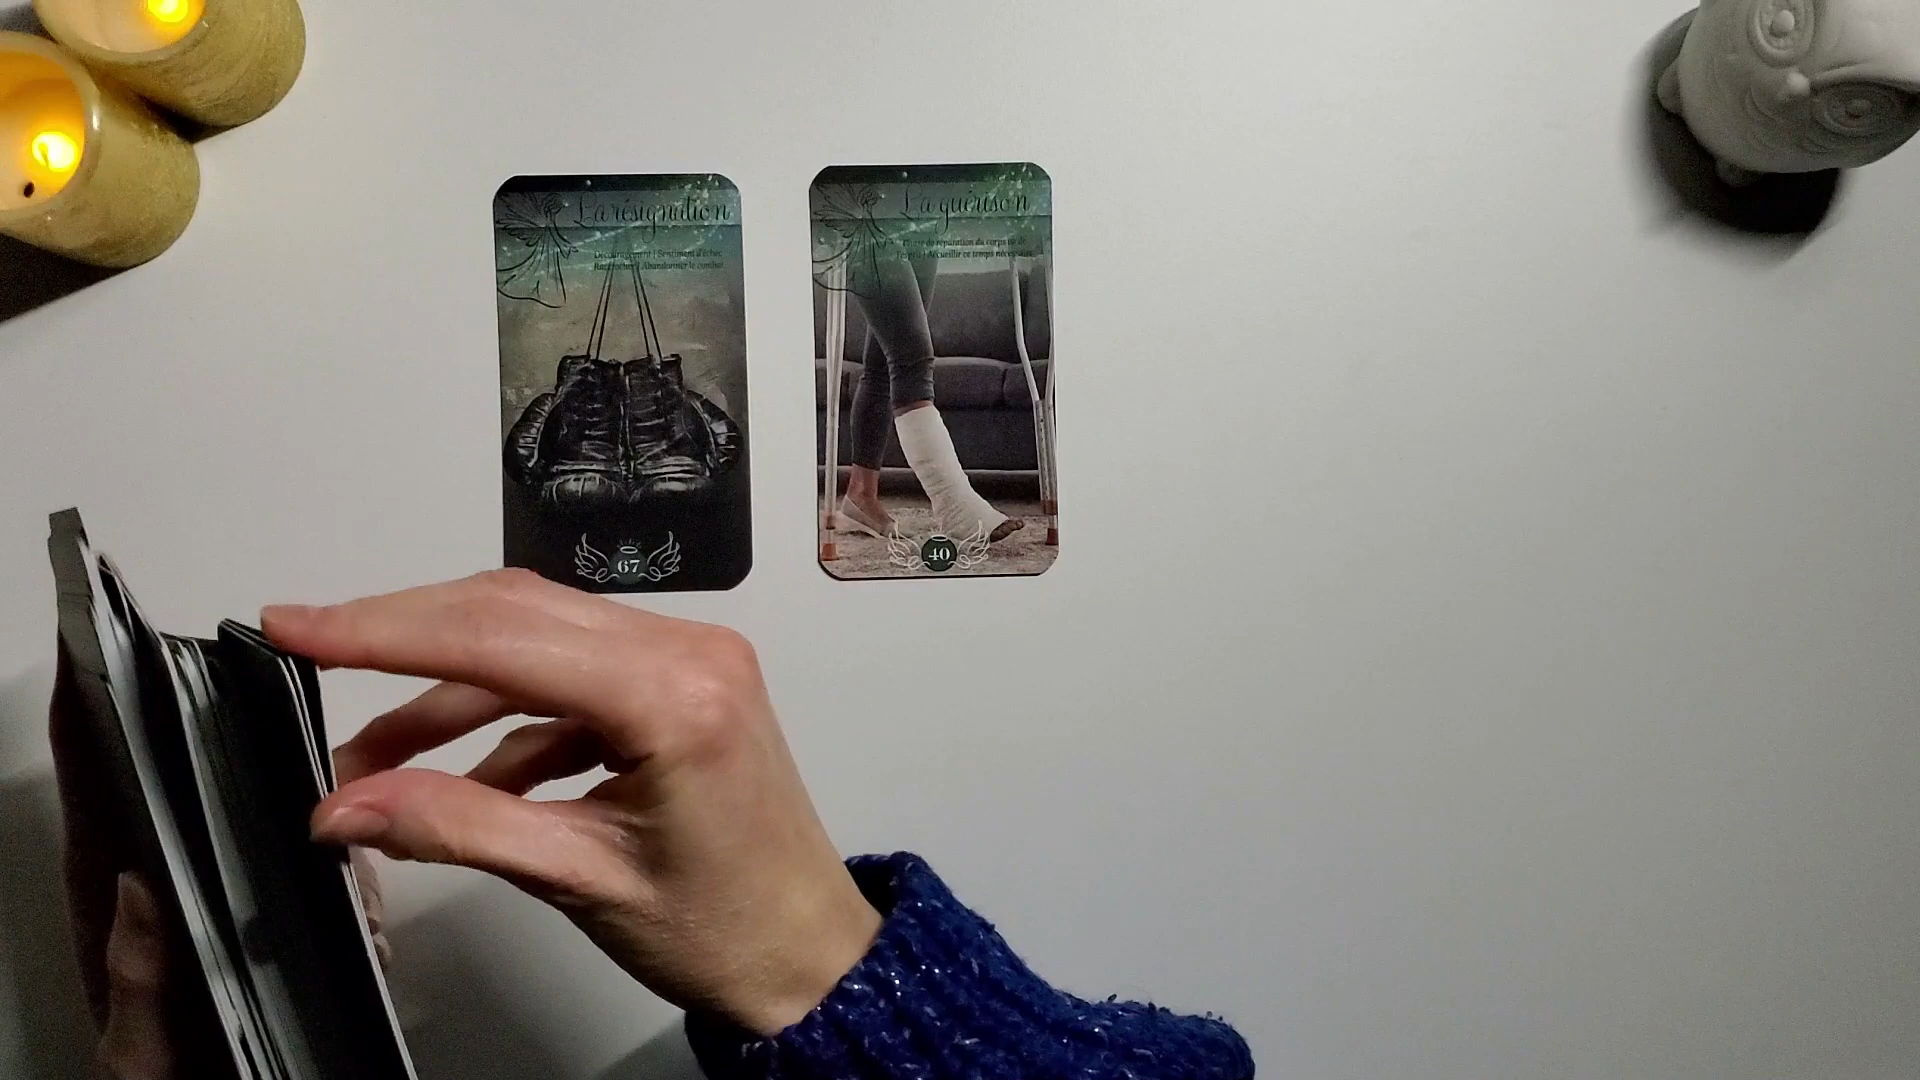 La résignation
Découragement | Sentiment d'échec
Raccrocher | Abandonner le combat
67
La guérison
Phase de réparation du corps ou de
l'esprit | Accueillir ce temps nécessaire
40